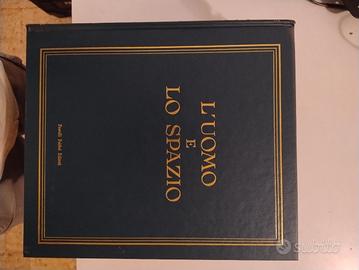 L'UOMO
E
LO SPAZIO
Fratelli Fabbri Editori
subito